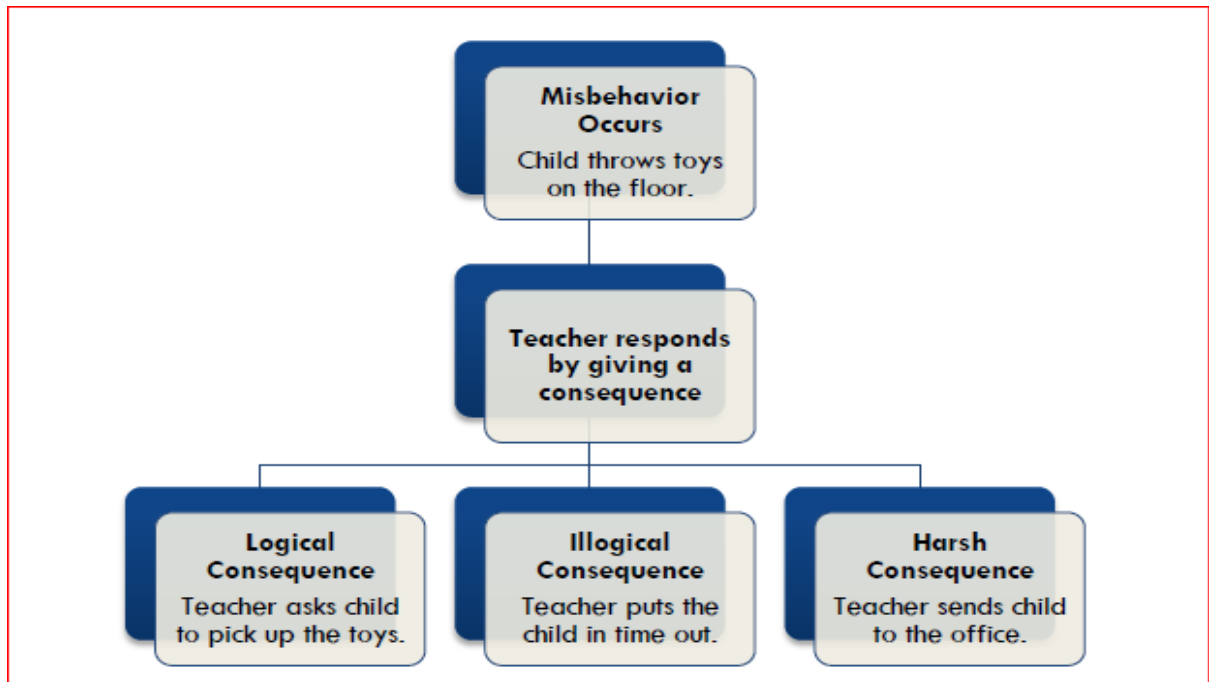 Misbehavior
Occurs
Child throws toys
on the floor.
Teacher responds
by giving a
consequence
Logical
Consequence
Teacher asks child
to pick up the toys.
Illogical
Consequence
Teacher puts the
child in time out.
Harsh
Consequence
Teacher sends child
to the office.